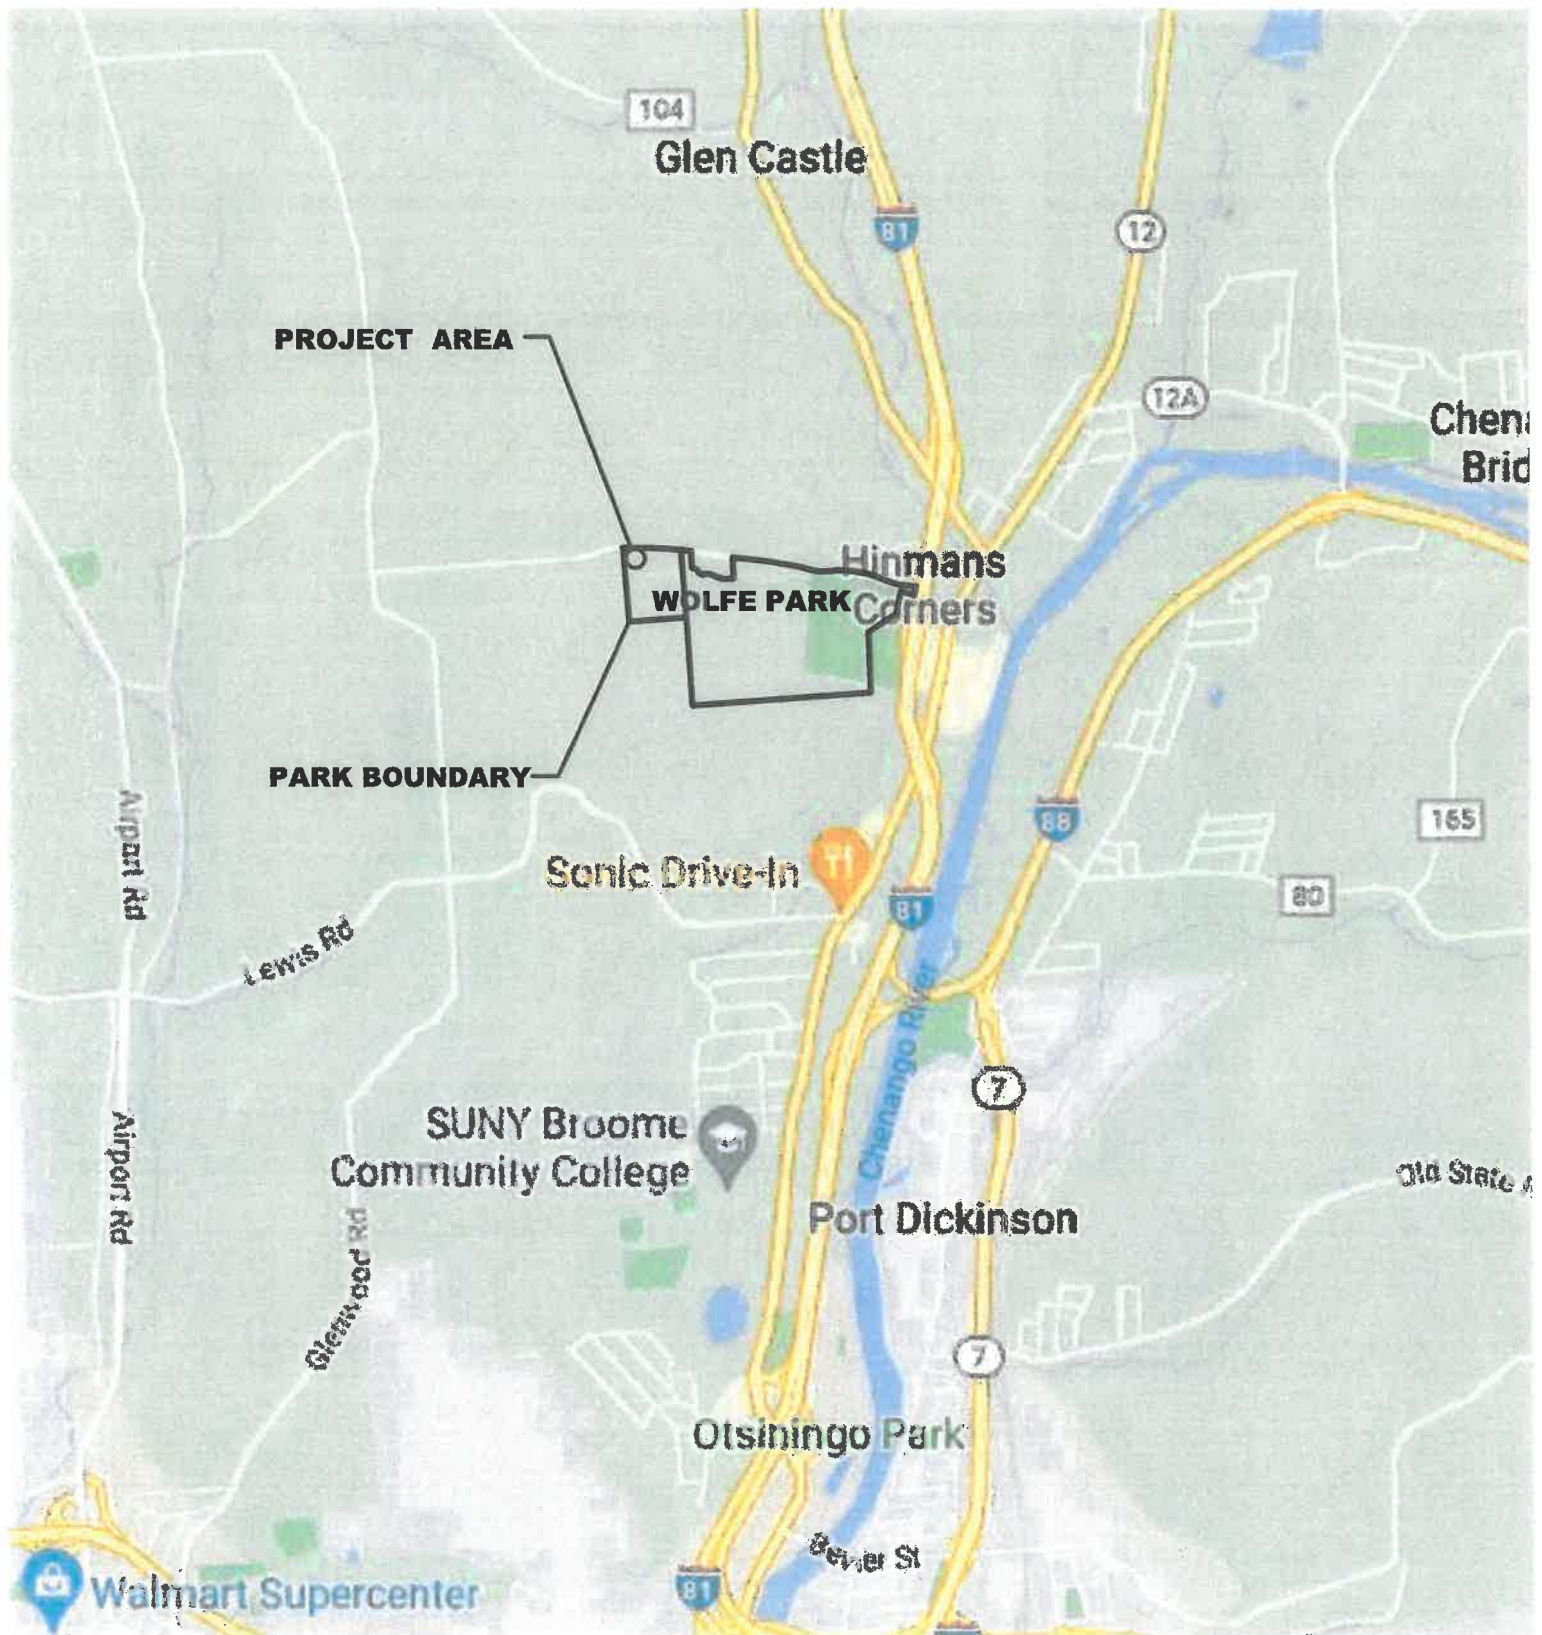 104
Glen Castle
81
12
PROJECT AREA
12A
Chen
Brid
Hinmans
Corners
WOLFE PARK
PARK BOUNDARY
Airport Rd
88
165
Sonic Drive-In
81
80
Lewis Rd
Chenango River
7
SUNY Broome
Community College
Airport Rd
Old State
Port Dickinson
Glenwood Rd
7
Otsiningo Park
Bevier St
81
Walmart Supercenter